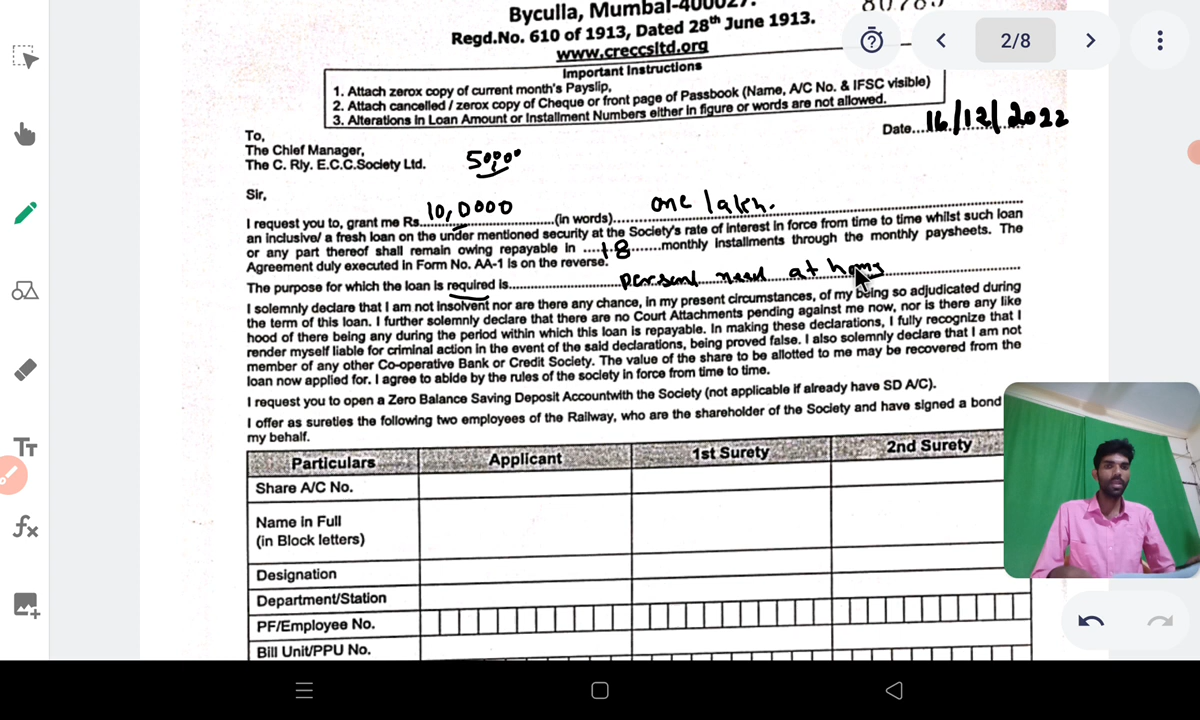 Byculla, Mumbai-400027.
Regd.No. 610 of 1913, Dated 28th June 1913.
www.creccsltd.org
2/8
Important Instructions
1. Attach zerox copy of current month's Payslip,
2. Attach cancelled / zerox copy of Cheque or front page of Passbook (Name, A/C No. & IFSC visible)
3. Alterations in Loan Amount or Installment Numbers either in figure or words are not allowed.
Date....16/12/2022
To,
The Chief Manager,
The C. Rly. E.C.C.Society Ltd.
50,000
Sir,
I request you to, grant me Rs. 10,0000 (in words) one lakh.
an inclusive/ a fresh loan on the under mentioned security at the Society's rate of interest in force from time to time whilst such loan
or any part thereof shall remain owing repayable in ....18......monthly installments through the monthly paysheets. The
Agreement duly executed in Form No. AA-1 is on the reverse.
The purpose for which the loan is required is personal need at home
I solemnly declare that I am not insolvent nor are there any chance, in my present circumstances, of my being so adjudicated during
the term of this loan. I further solemnly declare that there are no Court Attachments pending against me now, nor is there any like
hood of there being any during the period within which this loan is repayable. In making these declarations, I fully recognize that I
render myself liable for criminal action in the event of the said declarations, being proved false. I also solemnly declare that I am not
member of any other Co-operative Bank or Credit Society. The value of the share to be allotted to me may be recovered from the
loan now applied for. I agree to abide by the rules of the society in force from time to time.
I request you to open a Zero Balance Saving Deposit Accountwith the Society (not applicable if already have SD A/C).
I offer as sureties the following two employees of the Railway, who are the shareholder of the Society and have signed a bond
my behalf.
Particulars Applicant 1st Surety 2nd Surety
Share A/C No.
Name in Full
(in Block letters)
Designation
Department/Station
PF/Employee No.
Bill Unit/PPU No.
Tт
fx